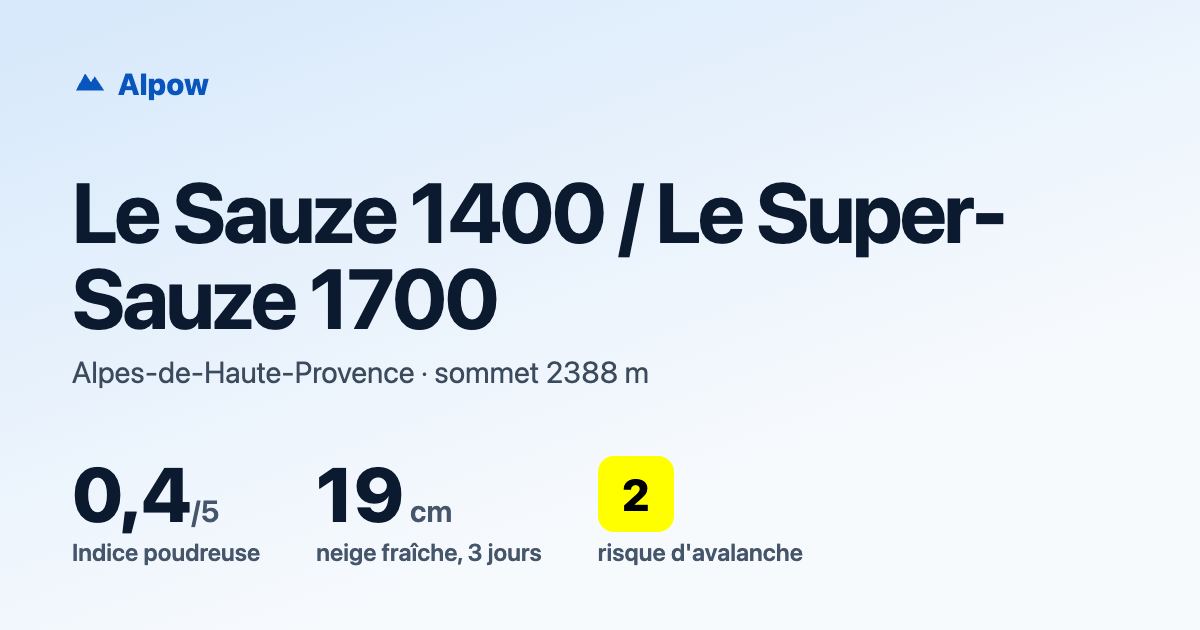 Alpow
Le Sauze 1400 / Le Super-
Sauze 1700
Alpes-de-Haute-Provence · sommet 2388 m
0,4/5
Indice poudreuse
19 cm
neige fraîche, 3 jours
2
risque d'avalanche